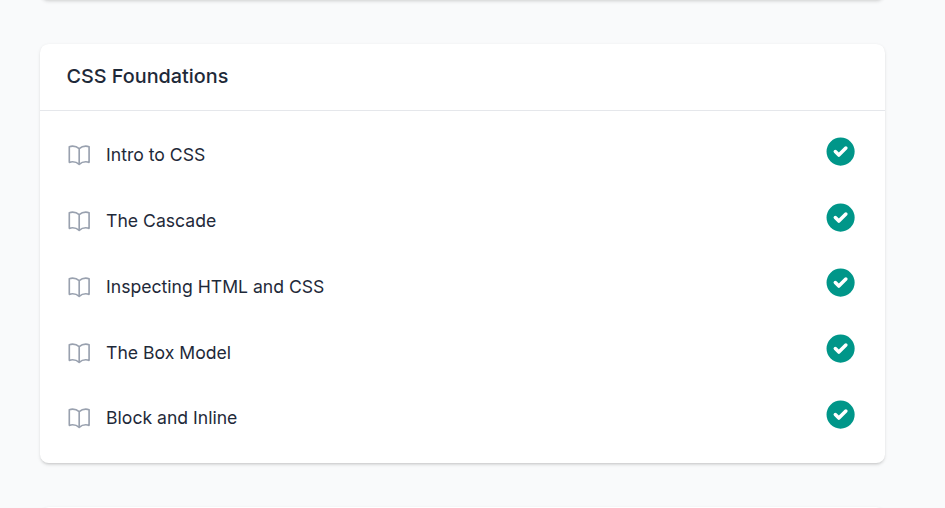 CSS Foundations
Intro to CSS
The Cascade
Inspecting HTML and CSS
The Box Model
Block and Inline